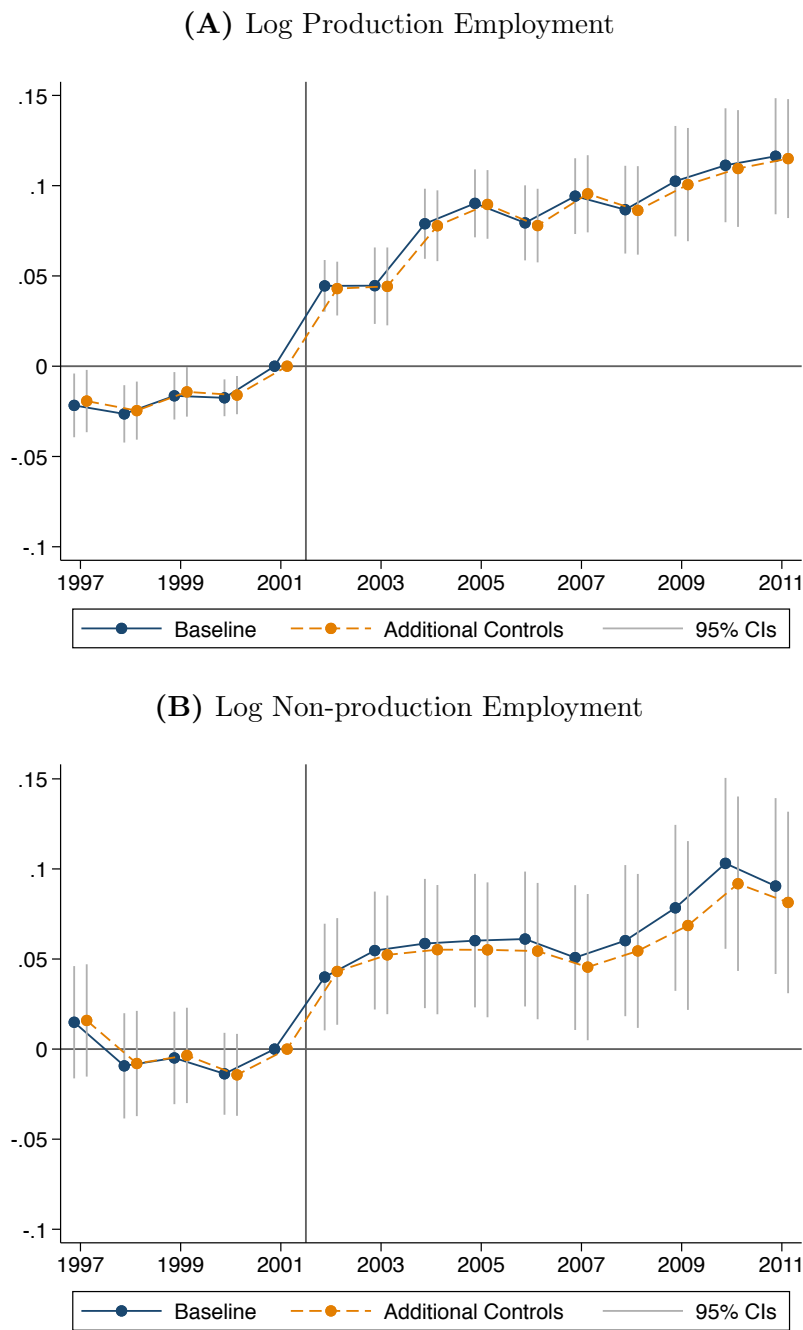 (A) Log Production Employment
.15
.1
.05
0
-.05
-.1
1997 1999 2001 2003 2005 2007 2009 2011
Baseline Additional Controls 95% CIs
(B) Log Non-production Employment
.15
.1
.05
0
-.05
-.1
1997 1999 2001 2003 2005 2007 2009 2011
Baseline Additional Controls 95% CIs